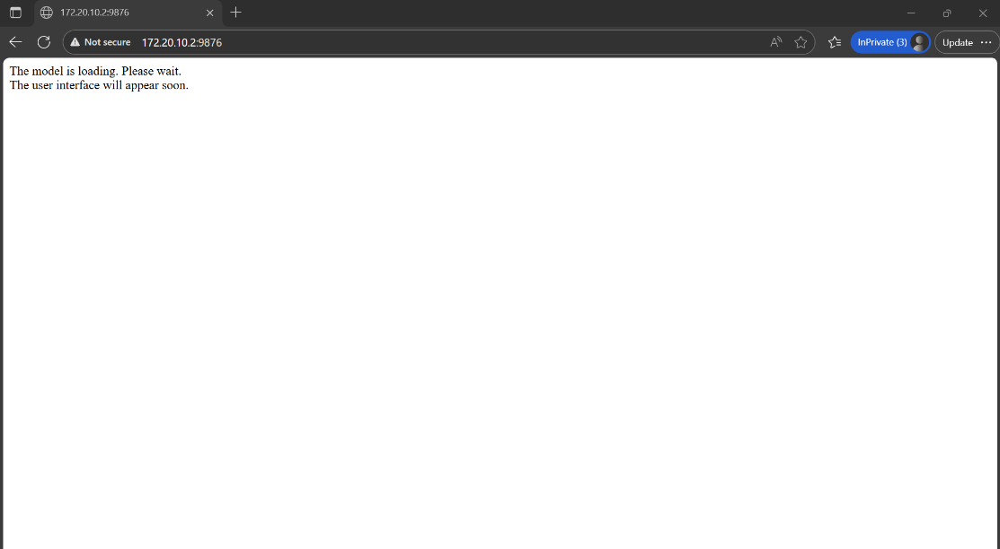 172.20.10.2:9876
Not secure 172.20.10.2:9876 InPrivate (3) Update
The model is loading. Please wait.
The user interface will appear soon.